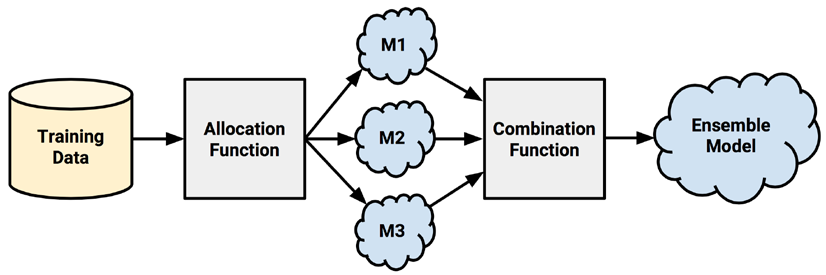 Training
Data
Allocation
Function
M1
M2
M3
Combination
Function
Ensemble
Model